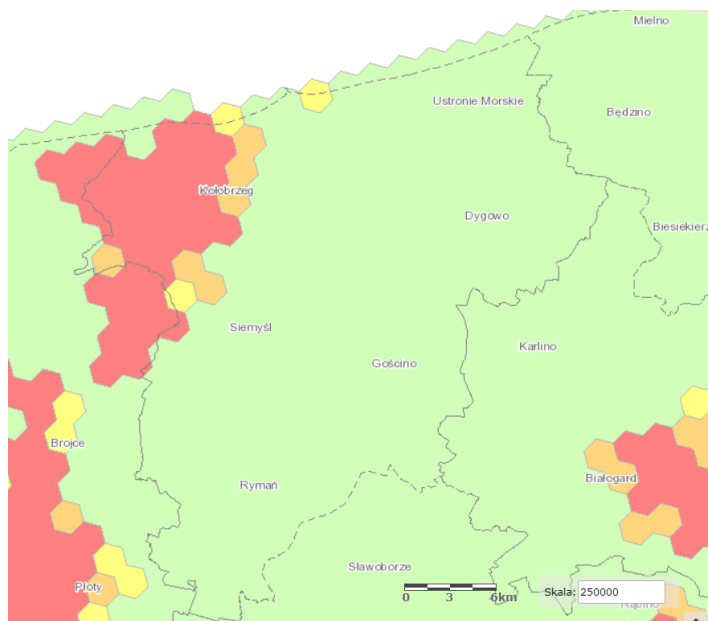 Mielno
Ustronie Morskie
Będzino
Kołobrzeg
Dygowo
Biesiekierz
Siemyśl
Karlino
Gościno
Brojce
Białogard
Rymań
Sławoborze
Płoty
0 3 6km
Skala: 250000
Rąbino